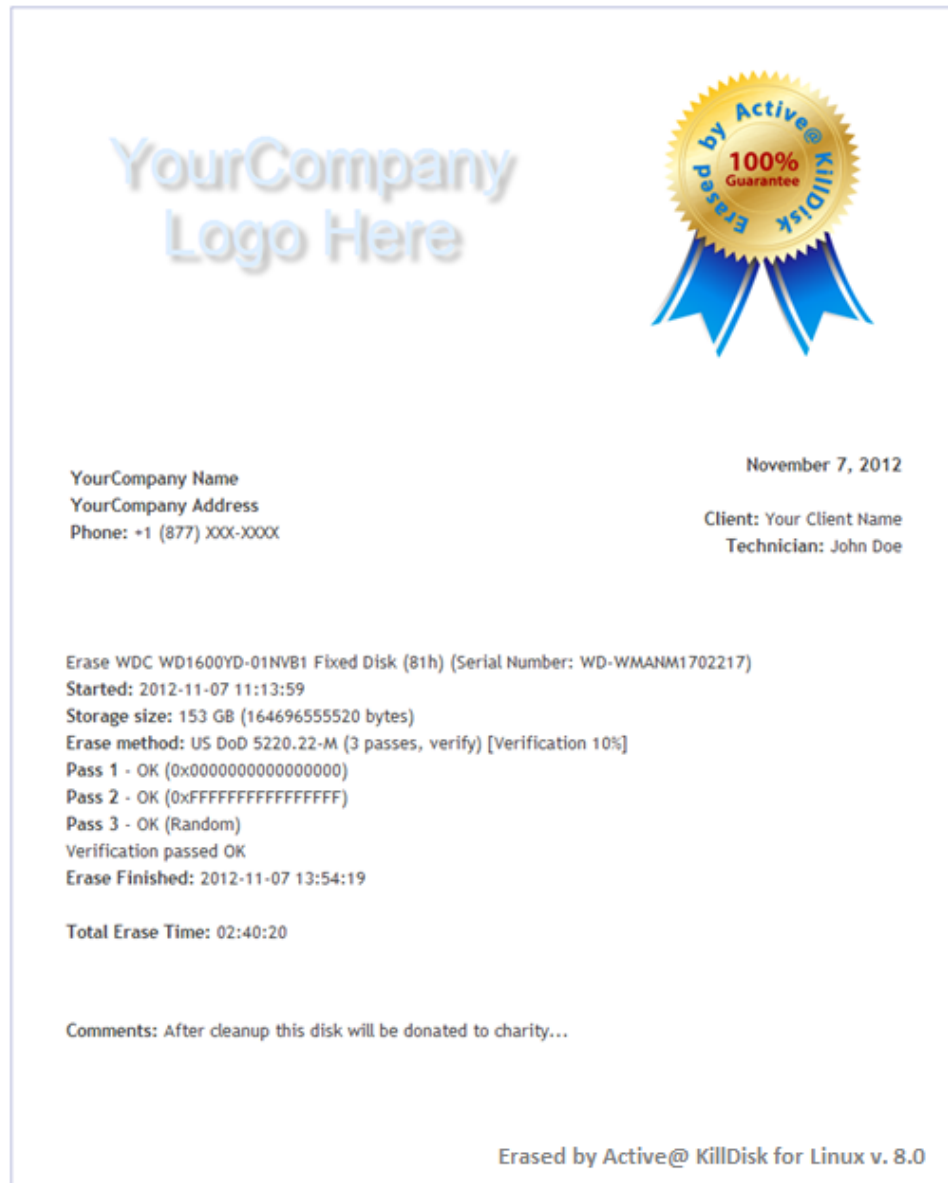 YourCompany
Logo Here
Erased by Active@ KillDisk
100%
Guarantee
November 7, 2012
YourCompany Name
YourCompany Address
Phone: +1 (877) XXX-XXXX
Client: Your Client Name
Technician: John Doe
Erase WDC WD1600YD-01NVB1 Fixed Disk (81h) (Serial Number: WD-WMANM1702217)
Started: 2012-11-07 11:13:59
Storage size: 153 GB (164696555520 bytes)
Erase method: US DoD 5220.22-M (3 passes, verify) [Verification 10%]
Pass 1 - OK (0x0000000000000000)
Pass 2 - OK (0xFFFFFFFFFFFFFFFF)
Pass 3 - OK (Random)
Verification passed OK
Erase Finished: 2012-11-07 13:54:19
Total Erase Time: 02:40:20
Comments: After cleanup this disk will be donated to charity...
Erased by Active@ KillDisk for Linux v. 8.0